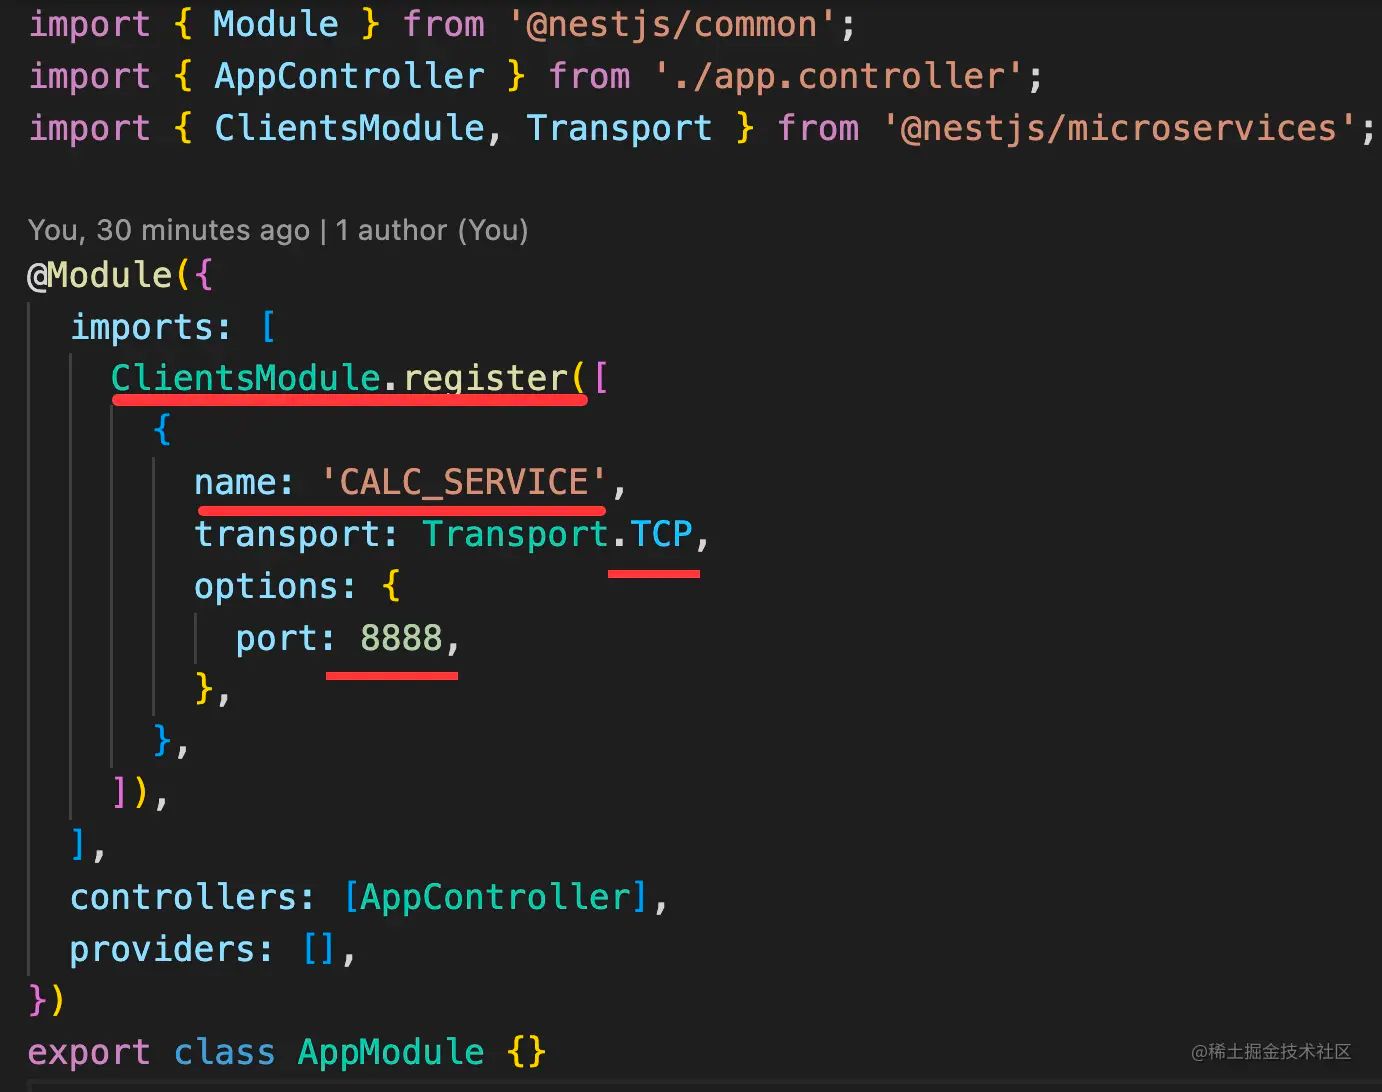 import { Module } from '@nestjs/common';
import { AppController } from './app.controller';
import { ClientsModule, Transport } from '@nestjs/microservices';
You, 30 minutes ago | 1 author (You)
@Module({
  imports: [
    ClientsModule.register([
      {
        name: 'CALC_SERVICE',
        transport: Transport.TCP,
        options: {
          port: 8888,
        },
      },
    ]),
  ],
  controllers: [AppController],
  providers: [],
})
export class AppModule {}
@稀土掘金技术社区